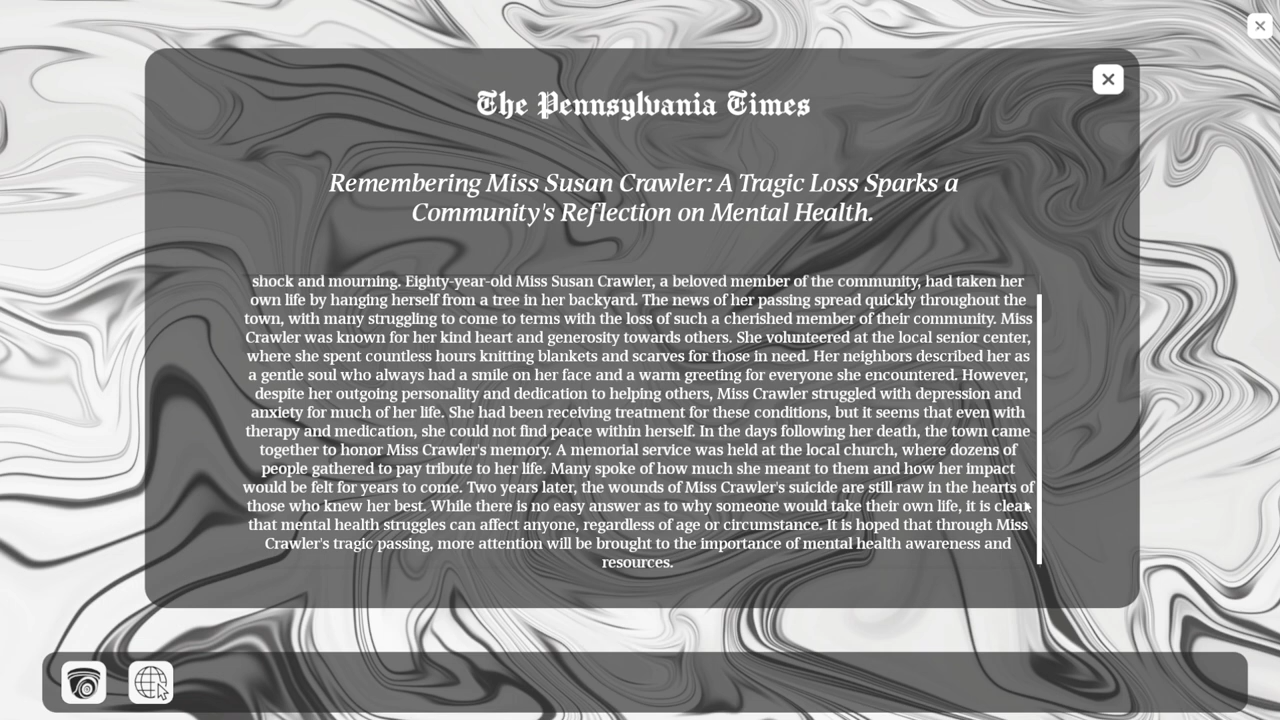 The Pennsylvania Times
Remembering Miss Susan Crawler: A Tragic Loss Sparks a
Community's Reflection on Mental Health.
shock and mourning. Eighty-year-old Miss Susan Crawler, a beloved member of the community, had taken her
own life by hanging herself from a tree in her backyard. The news of her passing spread quickly throughout the
town, with many struggling to come to terms with the loss of such a cherished member of their community. Miss
Crawler was known for her kind heart and generosity towards others. She volunteered at the local senior center,
where she spent countless hours knitting blankets and scarves for those in need. Her neighbors described her as
a gentle soul who always had a smile on her face and a warm greeting for everyone she encountered. However,
despite her outgoing personality and dedication to helping others, Miss Crawler struggled with depression and
anxiety for much of her life. She had been receiving treatment for these conditions, but it seems that even with
therapy and medication, she could not find peace within herself. In the days following her death, the town came
together to honor Miss Crawler's memory. A memorial service was held at the local church, where dozens of
people gathered to pay tribute to her life. Many spoke of how much she meant to them and how her impact
would be felt for years to come. Two years later, the wounds of Miss Crawler's suicide are still raw in the hearts of
those who knew her best. While there is no easy answer as to why someone would take their own life, it is clear
that mental health struggles can affect anyone, regardless of age or circumstance. It is hoped that through Miss
Crawler's tragic passing, more attention will be brought to the importance of mental health awareness and
resources.